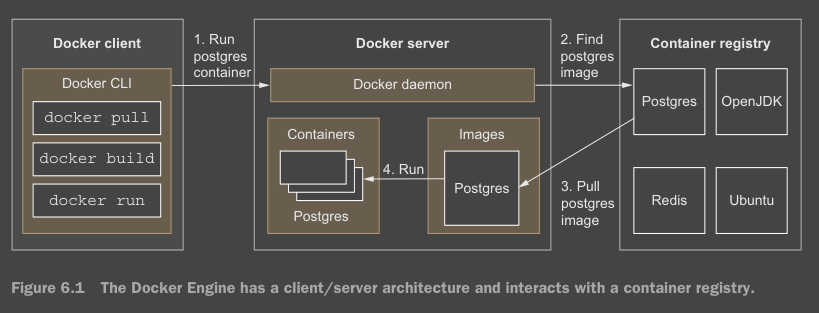 Docker client
Docker CLI
docker pull
docker build
docker run
1. Run
postgres
container
Docker server
Docker daemon
Containers
Postgres
4. Run
Images
Postgres
2. Find
postgres
image
3. Pull
postgres
image
Container registry
Postgres
OpenJDK
Redis
Ubuntu
Figure 6.1 The Docker Engine has a client/server architecture and interacts with a container registry.